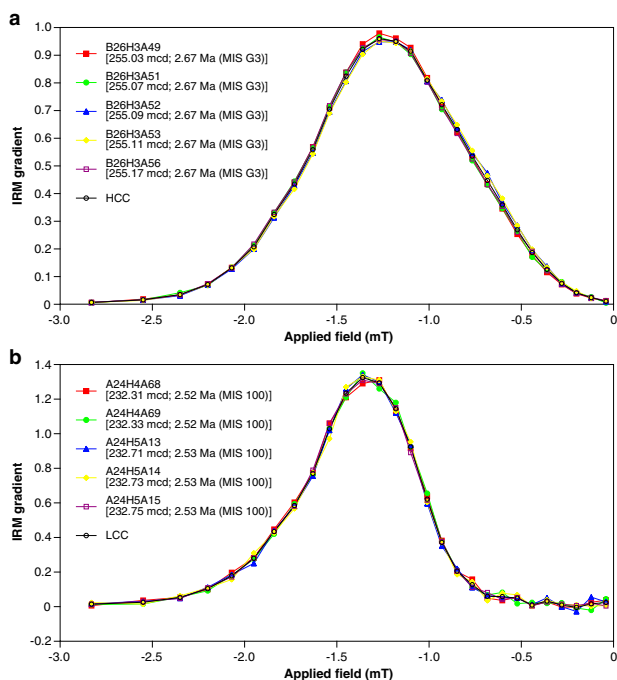 a
1.0
0.9
0.8
0.7
0.6
0.5
0.4
0.3
0.2
0.1
0
IRM gradient
B26H3A49
[255.03 mcd; 2.67 Ma (MIS G3)]
B26H3A51
[255.07 mcd; 2.67 Ma (MIS G3)]
B26H3A52
[255.09 mcd; 2.67 Ma (MIS G3)]
B26H3A53
[255.11 mcd; 2.67 Ma (MIS G3)]
B26H3A56
[255.17 mcd; 2.67 Ma (MIS G3)]
HCC
-3.0 -2.5 -2.0 -1.5 -1.0 -0.5 0
Applied field (mT)
b
1.4
1.2
1.0
0.8
0.6
0.4
0.2
0
-0.2
IRM gradient
A24H4A68
[232.31 mcd; 2.52 Ma (MIS 100)]
A24H4A69
[232.33 mcd; 2.52 Ma (MIS 100)]
A24H5A13
[232.71 mcd; 2.53 Ma (MIS 100)]
A24H5A14
[232.73 mcd; 2.53 Ma (MIS 100)]
A24H5A15
[232.75 mcd; 2.53 Ma (MIS 100)]
LCC
-3.0 -2.5 -2.0 -1.5 -1.0 -0.5 0
Applied field (mT)